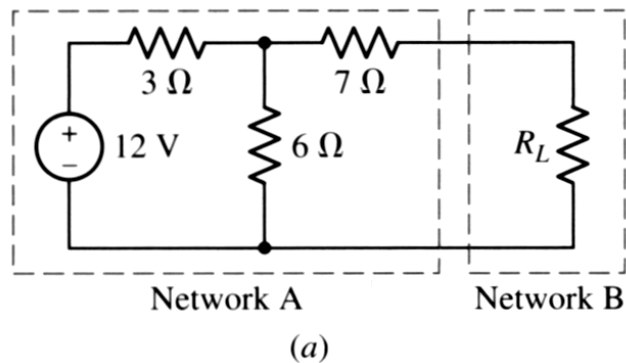 3 Ω
7 Ω
+
−
12 V
6 Ω
R_L
Network A
Network B
(a)